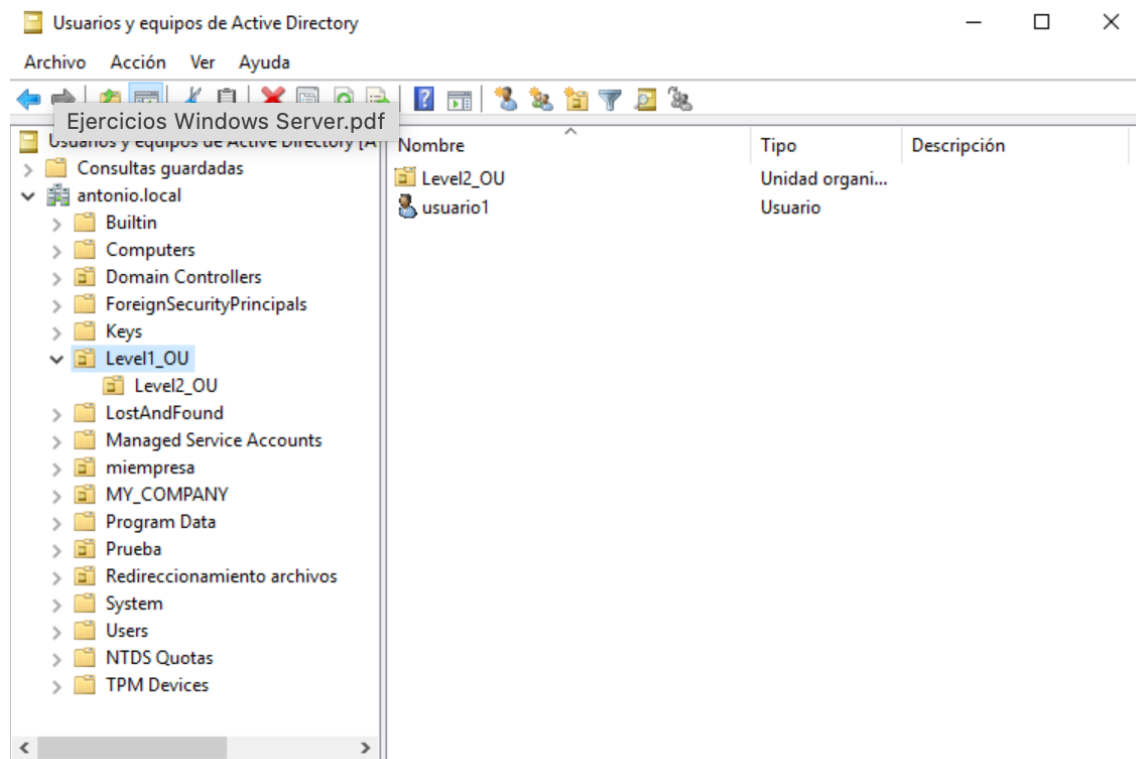 Usuarios y equipos de Active Directory
Archivo Acción Ver Ayuda
Ejercicios Windows Server.pdf
Usuarios y equipos de Active Directory [A
Nombre Tipo Descripción
Consultas guardadas
antonio.local
Builtin
Computers
Domain Controllers
ForeignSecurityPrincipals
Keys
Level1_OU
Level2_OU
LostAndFound
Managed Service Accounts
miempresa
MY_COMPANY
Program Data
Prueba
Redireccionamiento archivos
System
Users
NTDS Quotas
TPM Devices
Level2_OU Unidad organi...
usuario1 Usuario